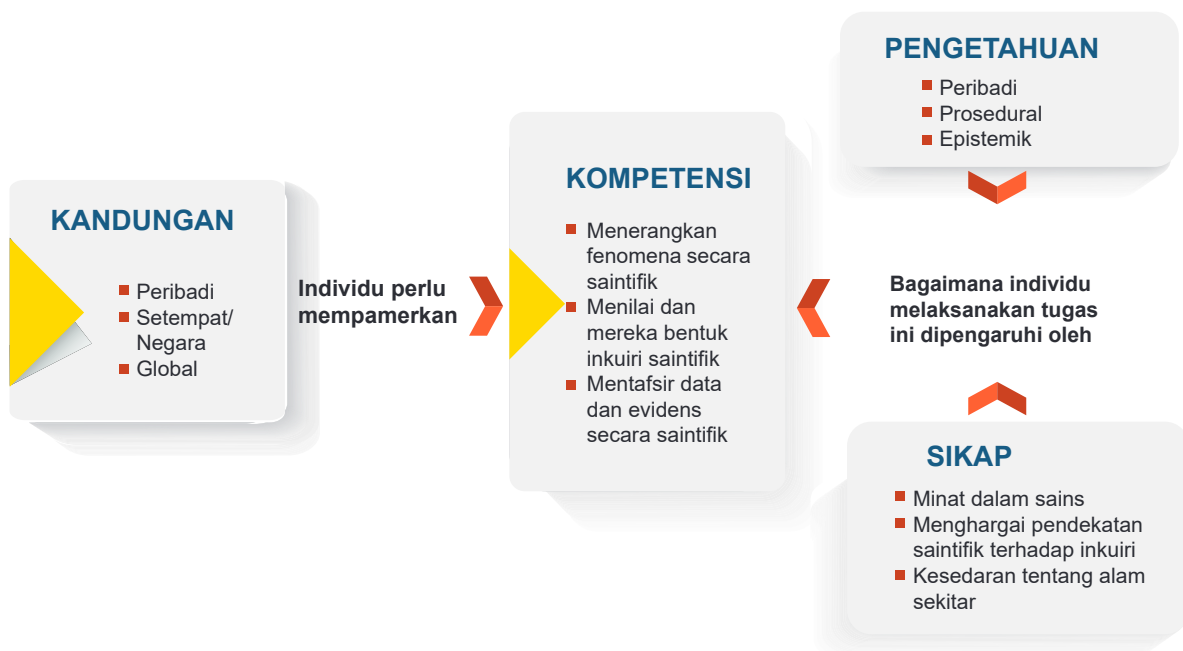 KANDUNGAN
Peribadi
Setempat/
Negara
Global
Individu perlu
mempamerkan
KOMPETENSI
Menerangkan
fenomena secara
saintifik
Menilai dan
mereka bentuk
inkuiri saintifik
Mentafsir data
dan evidens
secara saintifik
PENGETAHUAN
Peribadi
Prosedural
Epistemik
Bagaimana individu
melaksanakan tugas
ini dipengaruhi oleh
SIKAP
Minat dalam sains
Menghargai pendekatan
saintifik terhadap inkuiri
Kesedaran tentang alam
sekitar